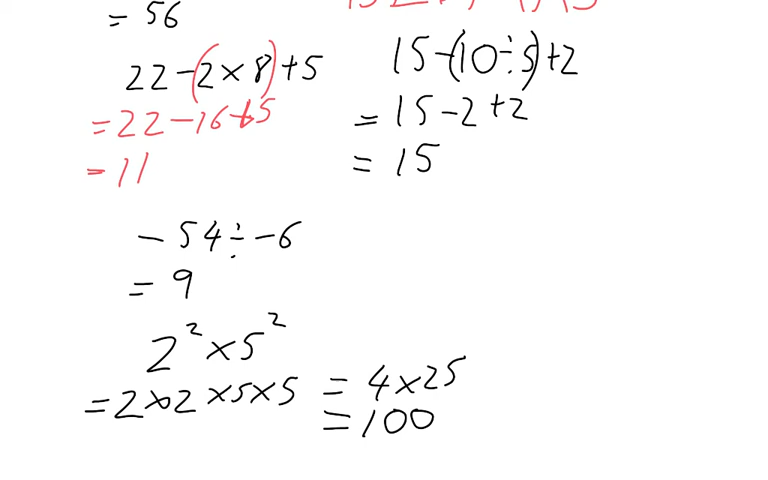 = 56
22 - (2 × 8) + 5
= 22 - 16 + 5
= 11
15 - (10 ÷ 5) + 2
= 15 - 2 + 2
= 15
- 54 ÷ - 6
= 9
2² × 5²
= 2 × 2 × 5 × 5 = 4 × 25
= 100